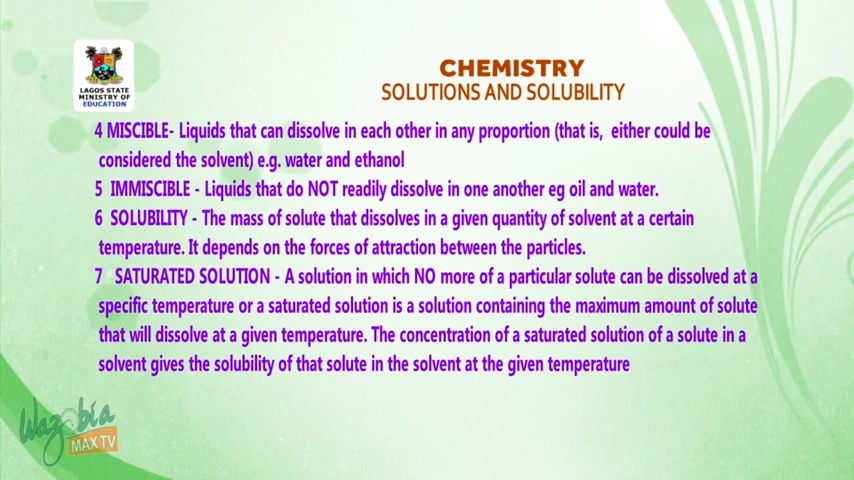 LAGOS STATE
MINISTRY OF
EDUCATION
CHEMISTRY
SOLUTIONS AND SOLUBILITY
4 MISCIBLE- Liquids that can dissolve in each other in any proportion (that is, either could be
considered the solvent) e.g. water and ethanol
5 IMMISCIBLE - Liquids that do NOT readily dissolve in one another eg oil and water.
6 SOLUBILITY - The mass of solute that dissolves in a given quantity of solvent at a certain
temperature. It depends on the forces of attraction between the particles.
7 SATURATED SOLUTION - A solution in which NO more of a particular solute can be dissolved at a
specific temperature or a saturated solution is a solution containing the maximum amount of solute
that will dissolve at a given temperature. The concentration of a saturated solution of a solute in a
solvent gives the solubility of that solute in the solvent at the given temperature
Wazobia
MAX TV